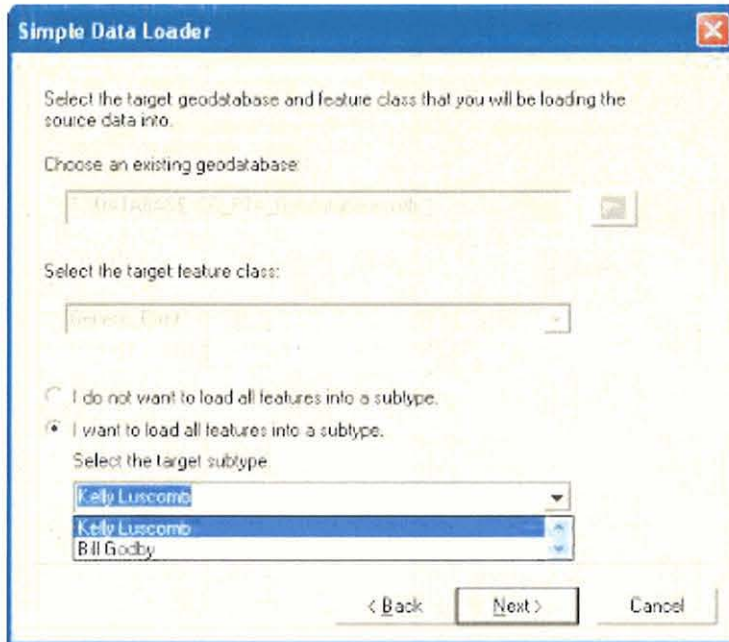 Simple Data Loader
Select the target geodatabase and feature class that you will be loading the
source data into.
Choose an existing geodatabase:
Select the target feature class:
I do not want to load all features into a subtype.
I want to load all features into a subtype.
Select the target subtype
Kelly Luscomb
Kelly Luscomb
Bill Godby
< Back
Next >
Cancel